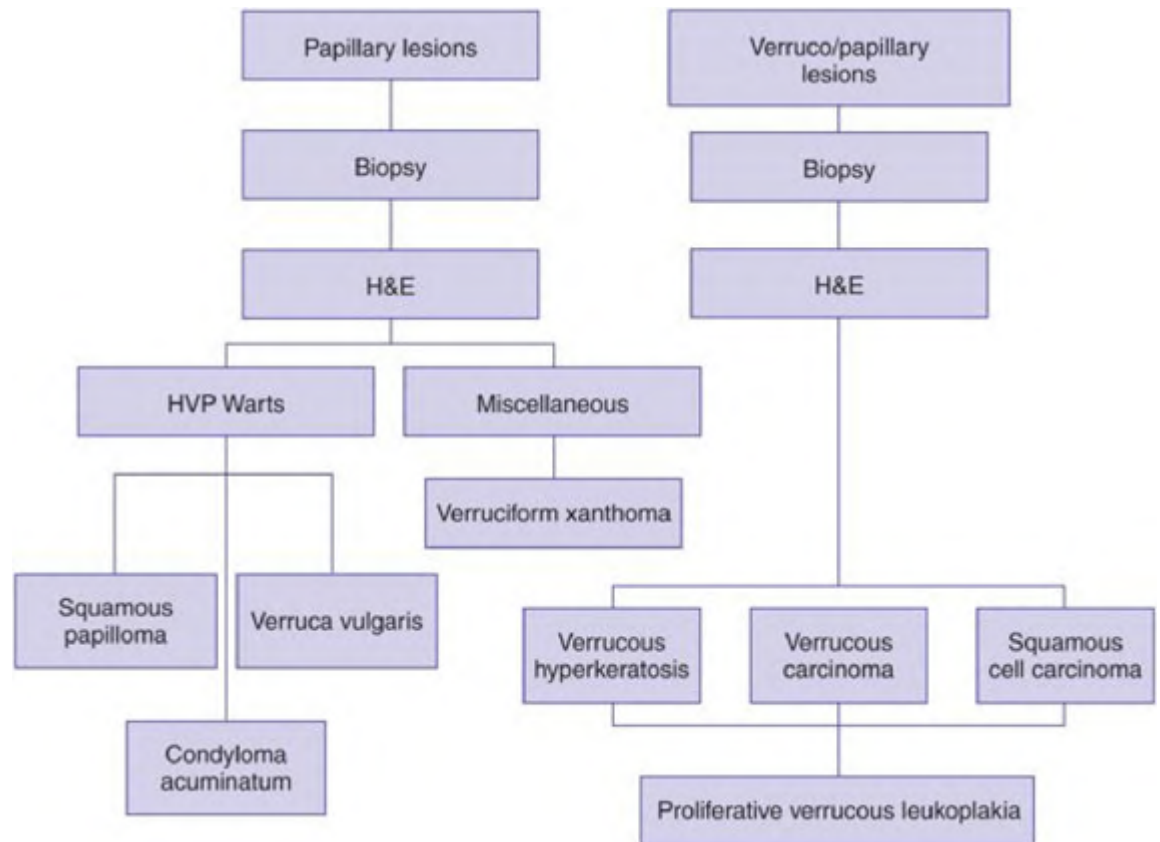 Papillary lesions
Biopsy
H&E
HVP Warts
Miscellaneous
Verruciform xanthoma
Squamous
papilloma
Verruca vulgaris
Condyloma
acuminatum
Verruco/papillary
lesions
Biopsy
H&E
Verrucous
hyperkeratosis
Verrucous
carcinoma
Squamous
cell carcinoma
Proliferative verrucous leukoplakia